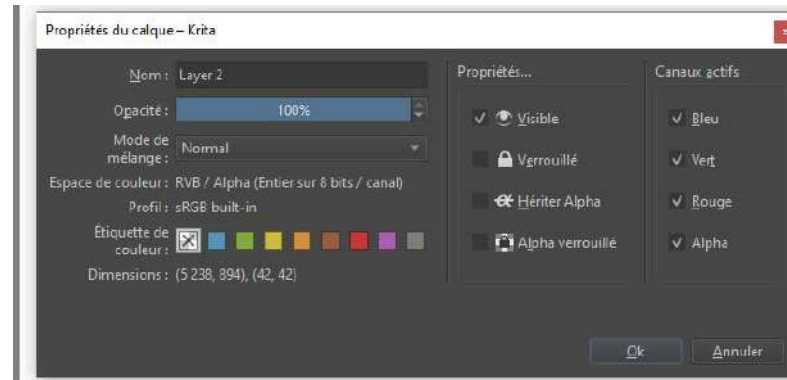 Propriétés du calque – Krita
Nom : Layer 2
Opacité : 100%
Mode de mélange : Normal
Espace de couleur : RVB / Alpha (Entier sur 8 bits / canal)
Profil : sRGB built-in
Étiquette de couleur :
Dimensions : (5 238, 894), (42, 42)
Propriétés...
Visible
Verrouillé
Hériter Alpha
Alpha verrouillé
Canaux actifs
Bleu
Vert
Rouge
Alpha
Ok
Annuler